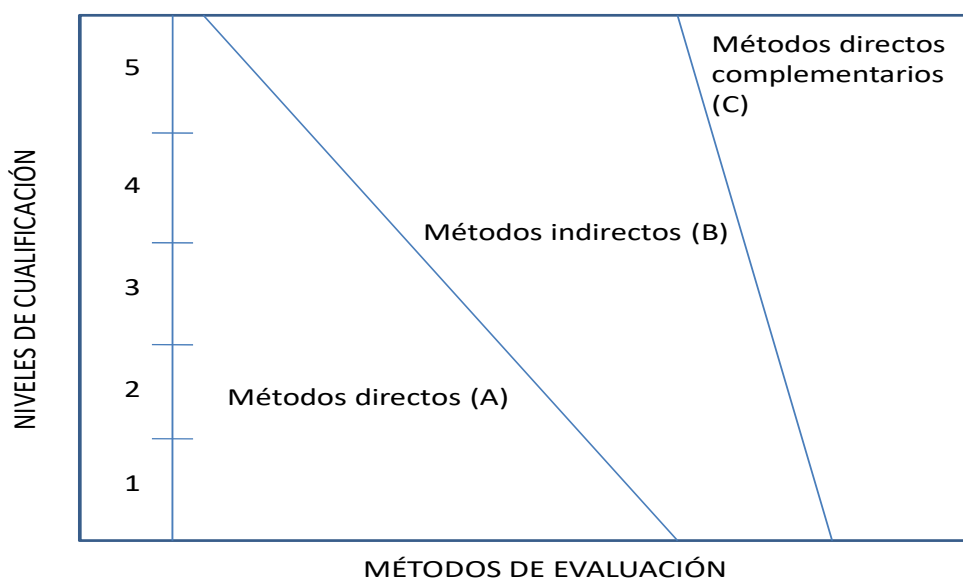 NIVELES DE CUALIFICACIÓN
5
4
3
2
1
Métodos directos
complementarios
(C)
Métodos indirectos (B)
Métodos directos (A)
MÉTODOS DE EVALUACIÓN